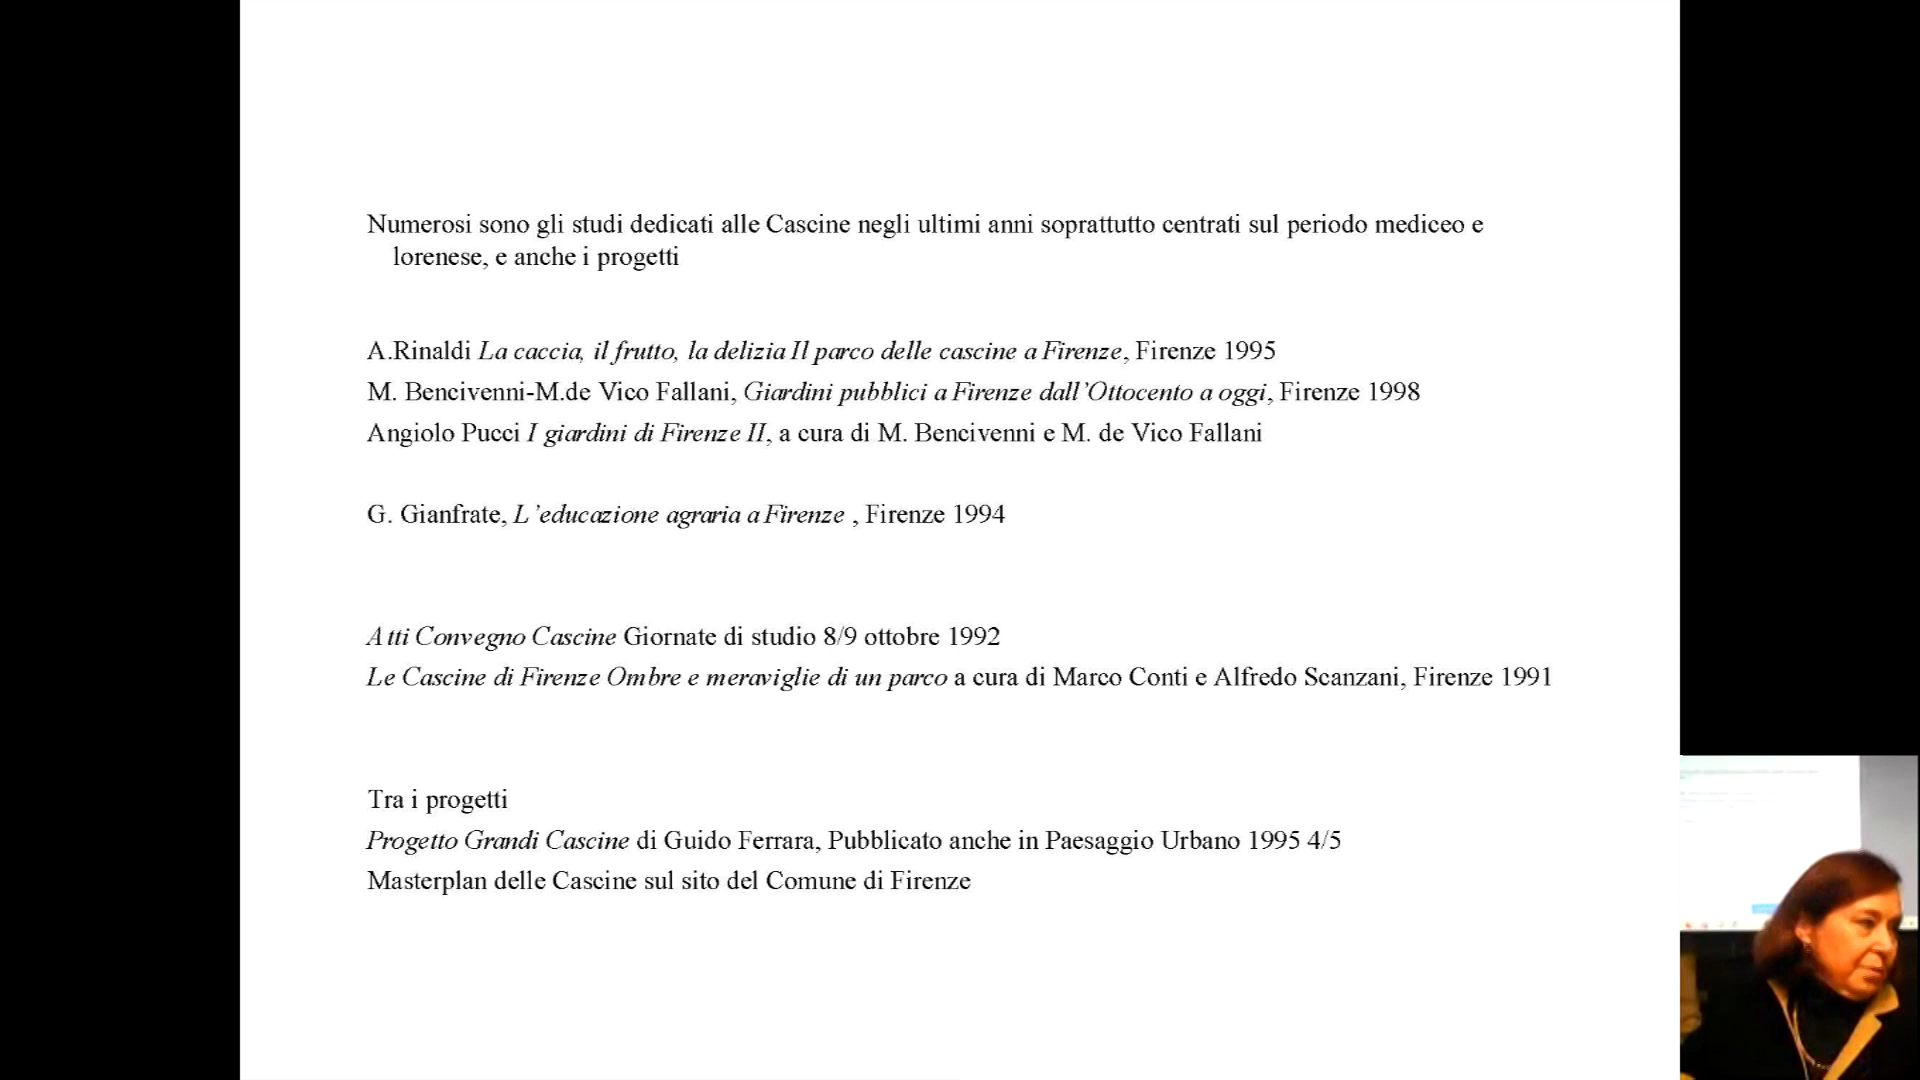 Numerosi sono gli studi dedicati alle Cascine negli ultimi anni soprattutto centrati sul periodo mediceo e
lorenese, e anche i progetti
A.Rinaldi La caccia, il frutto, la delizia Il parco delle cascine a Firenze, Firenze 1995
M. Bencivenni-M.de Vico Fallani, Giardini pubblici a Firenze dall’Ottocento a oggi, Firenze 1998
Angiolo Pucci I giardini di Firenze II, a cura di M. Bencivenni e M. de Vico Fallani
G. Gianfrate, L’educazione agraria a Firenze , Firenze 1994
Atti Convegno Cascine Giornate di studio 8/9 ottobre 1992
Le Cascine di Firenze Ombre e meraviglie di un parco a cura di Marco Conti e Alfredo Scanzani, Firenze 1991
Tra i progetti
Progetto Grandi Cascine di Guido Ferrara, Pubblicato anche in Paesaggio Urbano 1995 4/5
Masterplan delle Cascine sul sito del Comune di Firenze